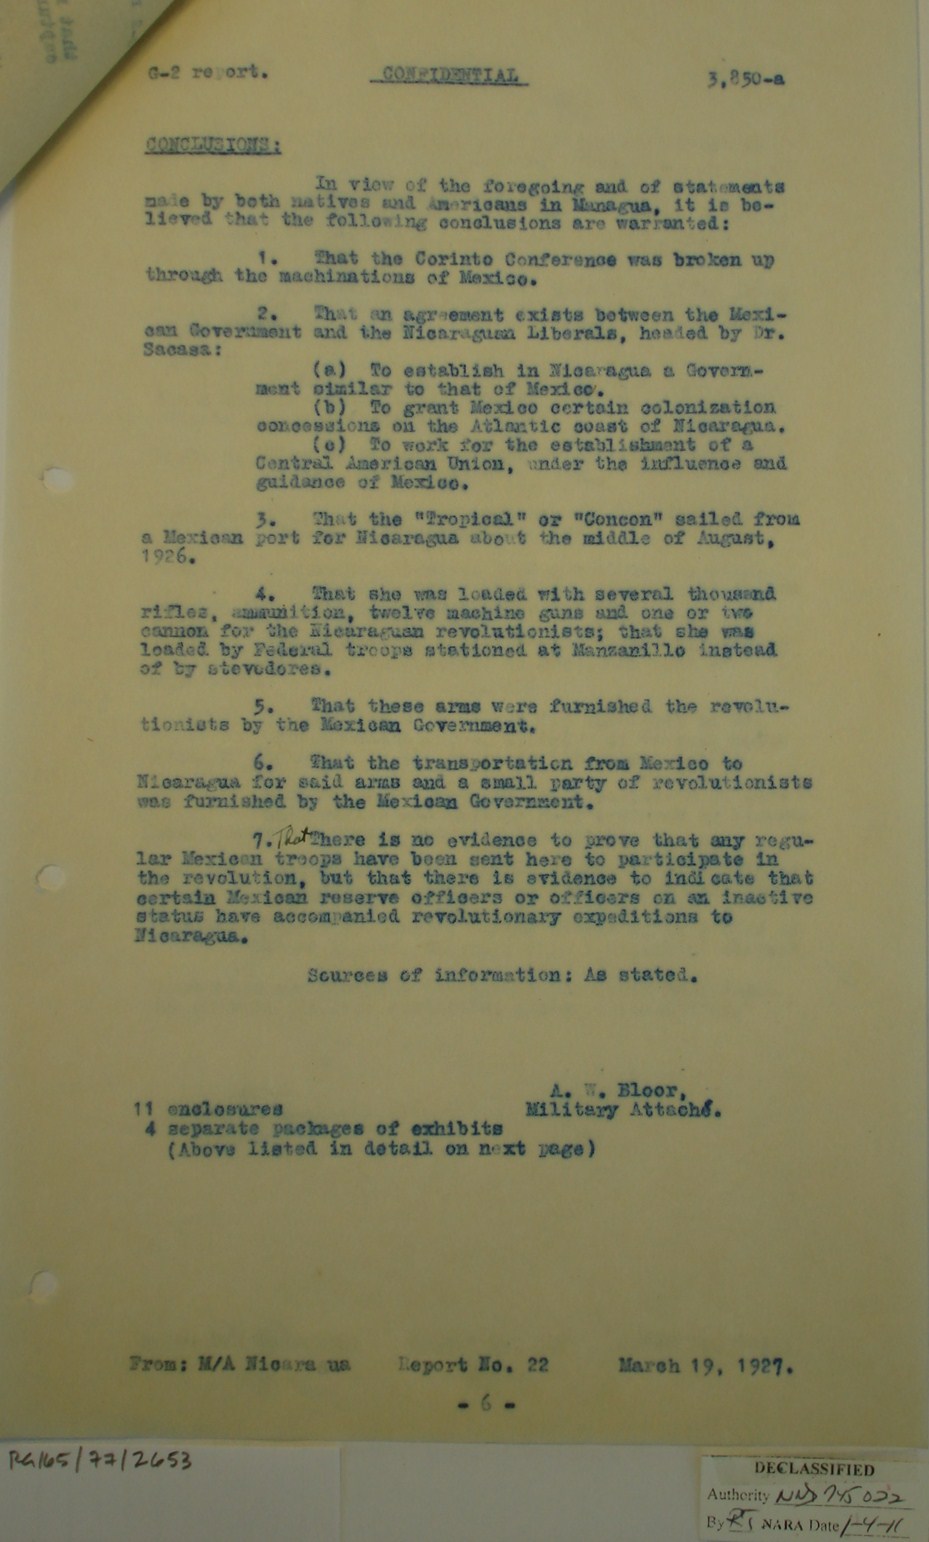 G-2 report. CONFIDENTIAL 3,850-a
CONCLUSIONS:
In view of the foregoing and of statements
made by both natives and Americans in Managua, it is be-
lieved that the following conclusions are warranted:
1. That the Corinto Conference was broken up
through the machinations of Mexico.
2. That an agreement exists between the Mexi-
can Government and the Nicaraguan Liberals, headed by Dr.
Sacasa:
(a) To establish in Nicaragua a Govern-
ment similar to that of Mexico.
(b) To grant Mexico certain colonization
concessions on the Atlantic coast of Nicaragua.
(c) To work for the establishment of a
Central American Union, under the influence and
guidance of Mexico.
3. That the "Tropical" or "Concon" sailed from
a Mexican port for Nicaragua about the middle of August,
1926.
4. That she was loaded with several thousand
rifles, ammunition, twelve machine guns and one or two
cannon for the Nicaraguan revolutionists; that she was
loaded by Federal troops stationed at Manzanillo instead
of by stevedores.
5. That these arms were furnished the revolu-
tionists by the Mexican Government.
6. That the transportation from Mexico to
Nicaragua for said arms and a small party of revolutionists
was furnished by the Mexican Government.
7. That There is no evidence to prove that any regu-
lar Mexican troops have been sent here to participate in
the revolution, but that there is evidence to indicate that
certain Mexican reserve officers or officers on an inactive
status have accompanied revolutionary expeditions to
Nicaragua.
Sources of information: As stated.
A. W. Bloor,
11 enclosures Military Attaché.
4 separate packages of exhibits
(Above listed in detail on next page)
From: M/A Nicaragua Report No. 22 March 19, 1927.
- 6 -
RG165/77/2653
DECLASSIFIED
Authority NND 745022
By RT NARA Date 1-4-11